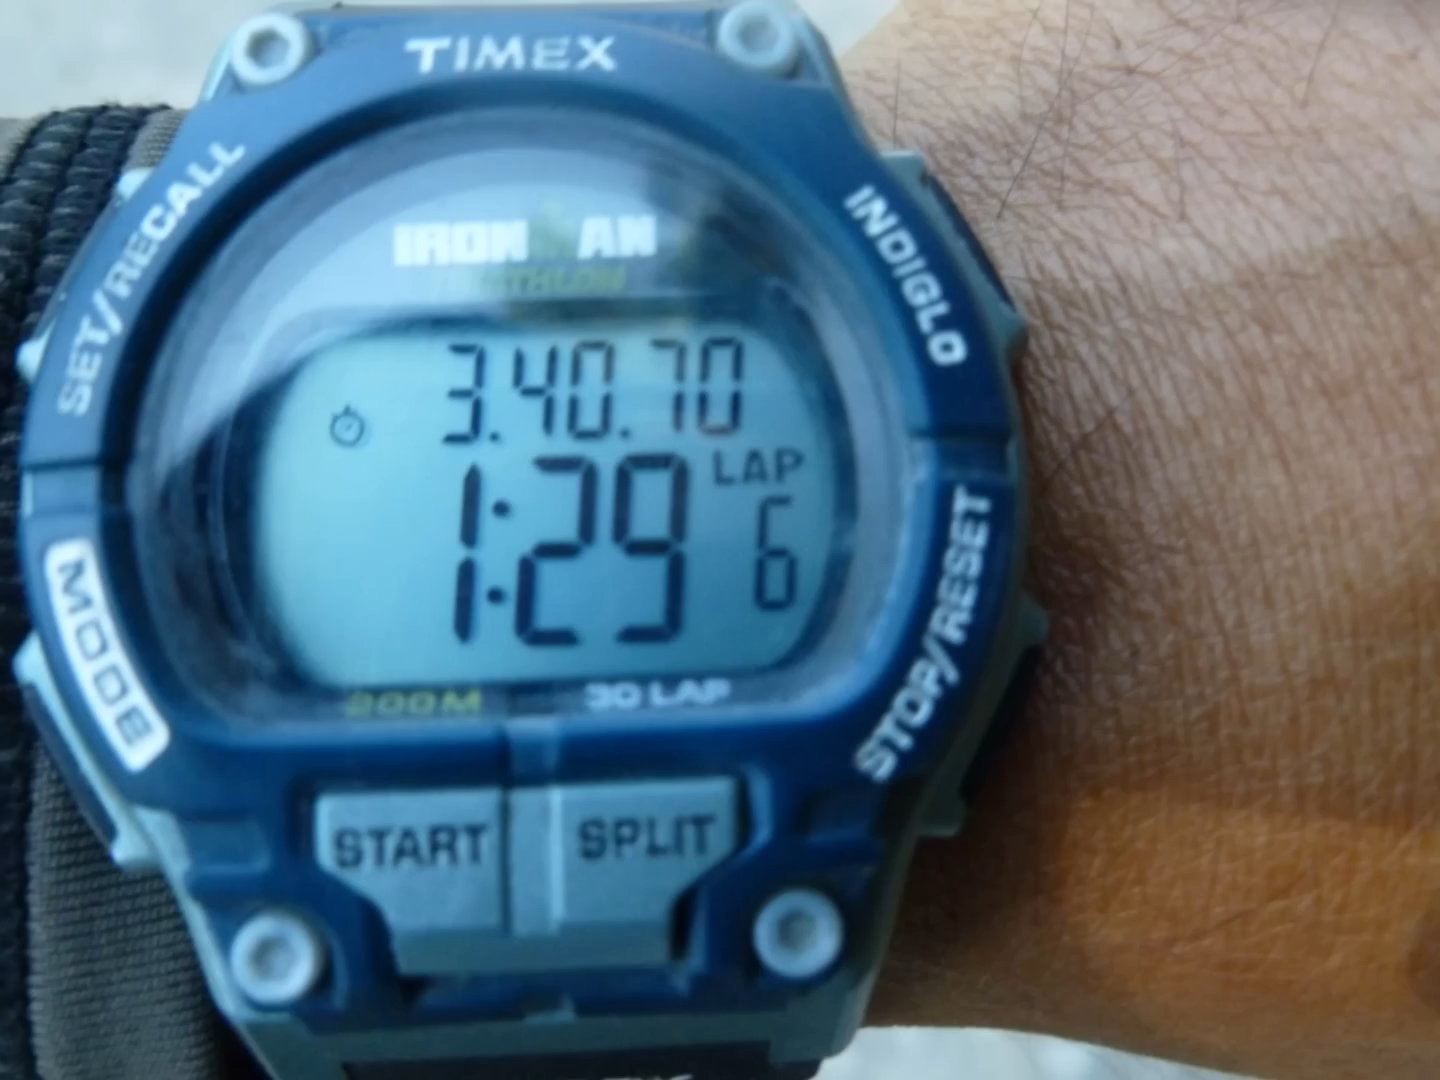 TIMEX
SET/RECALL
INDIGLO
IRONMAN
TRIATHLON
3.40.70
LAP
1:29
6
MODE
STOP/RESET
200M
30 LAP
START
SPLIT